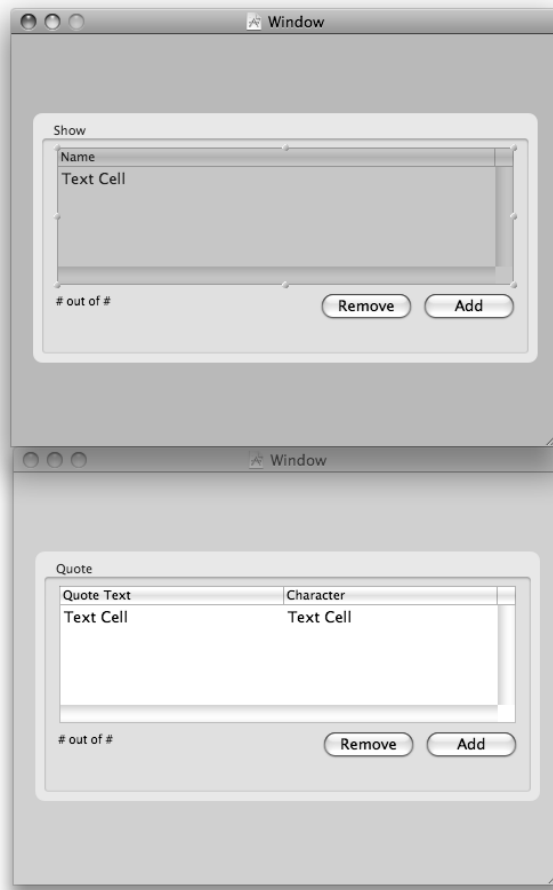 Window
Show
Name
Text Cell
# out of #
Remove Add
Window
Quote
Quote Text Character
Text Cell Text Cell
# out of #
Remove Add